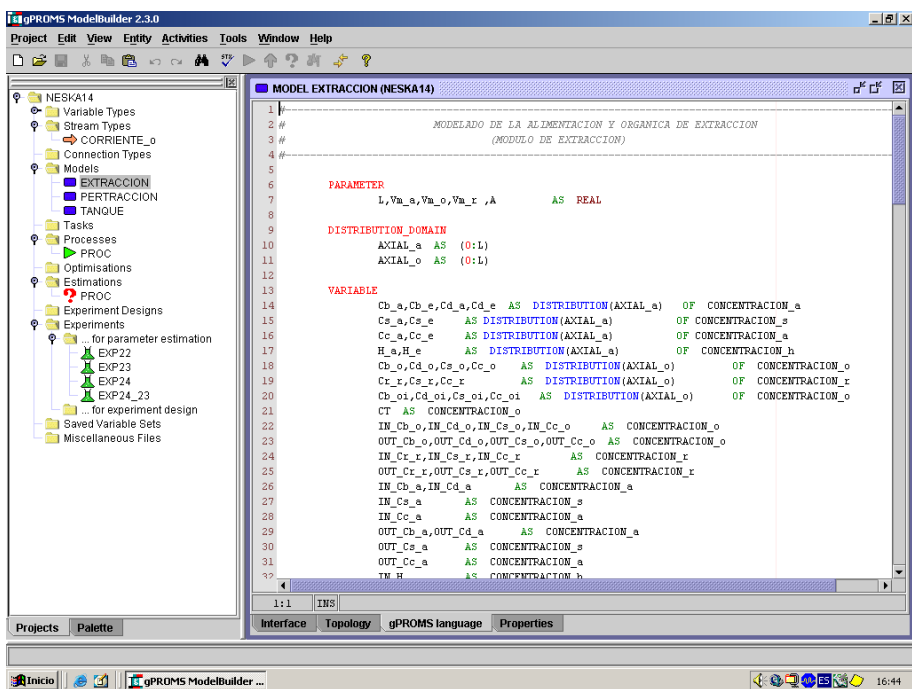 gPROMS ModelBuilder 2.3.0
Project Edit View Entity Activities Tools Window Help
NESKA14
Variable Types
Stream Types
CORRIENTE_o
Connection Types
Models
EXTRACCION
PERTRACCION
TANQUE
Tasks
Processes
PROC
Optimisations
Estimations
PROC
Experiment Designs
Experiments
... for parameter estimation
EXP22
EXP23
EXP24
EXP24_23
... for experiment design
Saved Variable Sets
Miscellaneous Files
Projects Palette
MODEL EXTRACCION (NESKA14)
1 #
2 # MODELADO DE LA ALIMENTACION Y ORGANICA DE EXTRACCION
3 # (MODULO DE EXTRACCION)
4 #
5
6 PARAMETER
7 L,Vm_a,Vm_o,Vm_r ,A AS REAL
8
9 DISTRIBUTION_DOMAIN
10 AXIAL_a AS (0:L)
11 AXIAL_o AS (0:L)
12
13 VARIABLE
14 Cb_a,Cb_e,Cd_a,Cd_e AS DISTRIBUTION(AXIAL_a) OF CONCENTRACION_a
15 Cs_a,Cs_e AS DISTRIBUTION(AXIAL_a) OF CONCENTRACION_s
16 Cc_a,Cc_e AS DISTRIBUTION(AXIAL_a) OF CONCENTRACION_a
17 H_a,H_e AS DISTRIBUTION(AXIAL_a) OF CONCENTRACION_h
18 Cb_o,Cd_o,Cs_o,Cc_o AS DISTRIBUTION(AXIAL_o) OF CONCENTRACION_o
19 Cr_r,Cs_r,Cc_r AS DISTRIBUTION(AXIAL_o) OF CONCENTRACION_r
20 Cb_oi,Cd_oi,Cs_oi,Cc_oi AS DISTRIBUTION(AXIAL_o) OF CONCENTRACION_o
21 CT AS CONCENTRACION_o
22 IN_Cb_o,IN_Cd_o,IN_Cs_o,IN_Cc_o AS CONCENTRACION_o
23 OUT_Cb_o,OUT_Cd_o,OUT_Cs_o,OUT_Cc_o AS CONCENTRACION_o
24 IN_Cr_r,IN_Cs_r,IN_Cc_r AS CONCENTRACION_r
25 OUT_Cr_r,OUT_Cs_r,OUT_Cc_r AS CONCENTRACION_r
26 IN_Cb_a,IN_Cd_a AS CONCENTRACION_a
27 IN_Cs_a AS CONCENTRACION_s
28 IN_Cc_a AS CONCENTRACION_a
29 OUT_Cb_a,OUT_Cd_a AS CONCENTRACION_a
30 OUT_Cs_a AS CONCENTRACION_s
31 OUT_Cc_a AS CONCENTRACION_a
32 IN_H AS CONCENTRACION_h
1:1 INS
Interface Topology gPROMS language Properties
Inicio gPROMS ModelBuilder ... ES 16:44